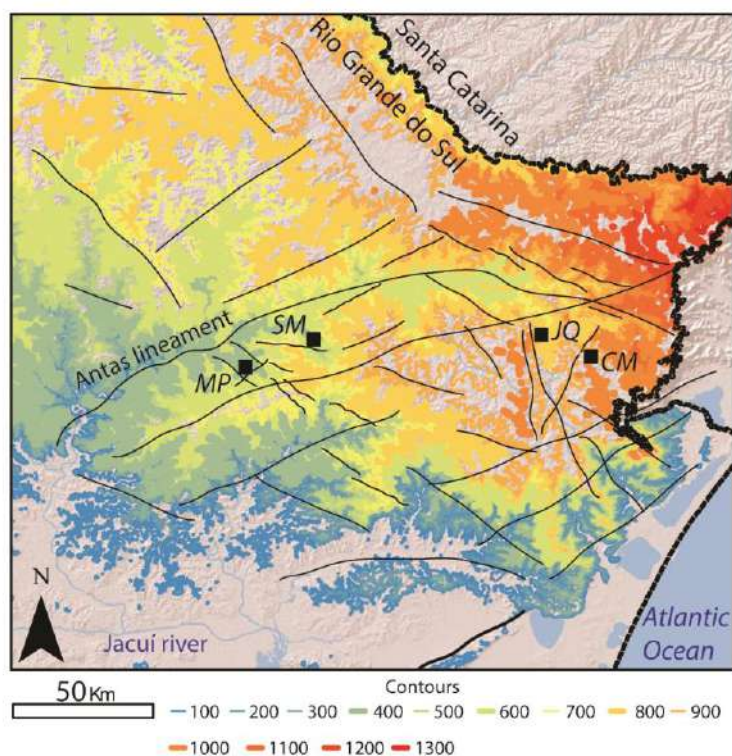 Santa Catarina
Rio Grande do Sul
Antas lineament
SM
MP
JQ
CM
N
Jacuí river
Atlantic
Ocean
50 Km
Contours
100 200 300 400 500 600 700 800 900
1000 1100 1200 1300